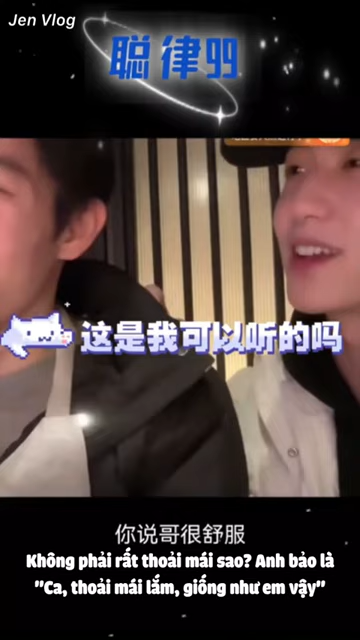 Jen Vlog
聪律99
这是我可以听的吗
你说哥很舒服
Không phải rất thoải mái sao? Anh bảo là
"Ca, thoải mái lắm, giống như em vậy"